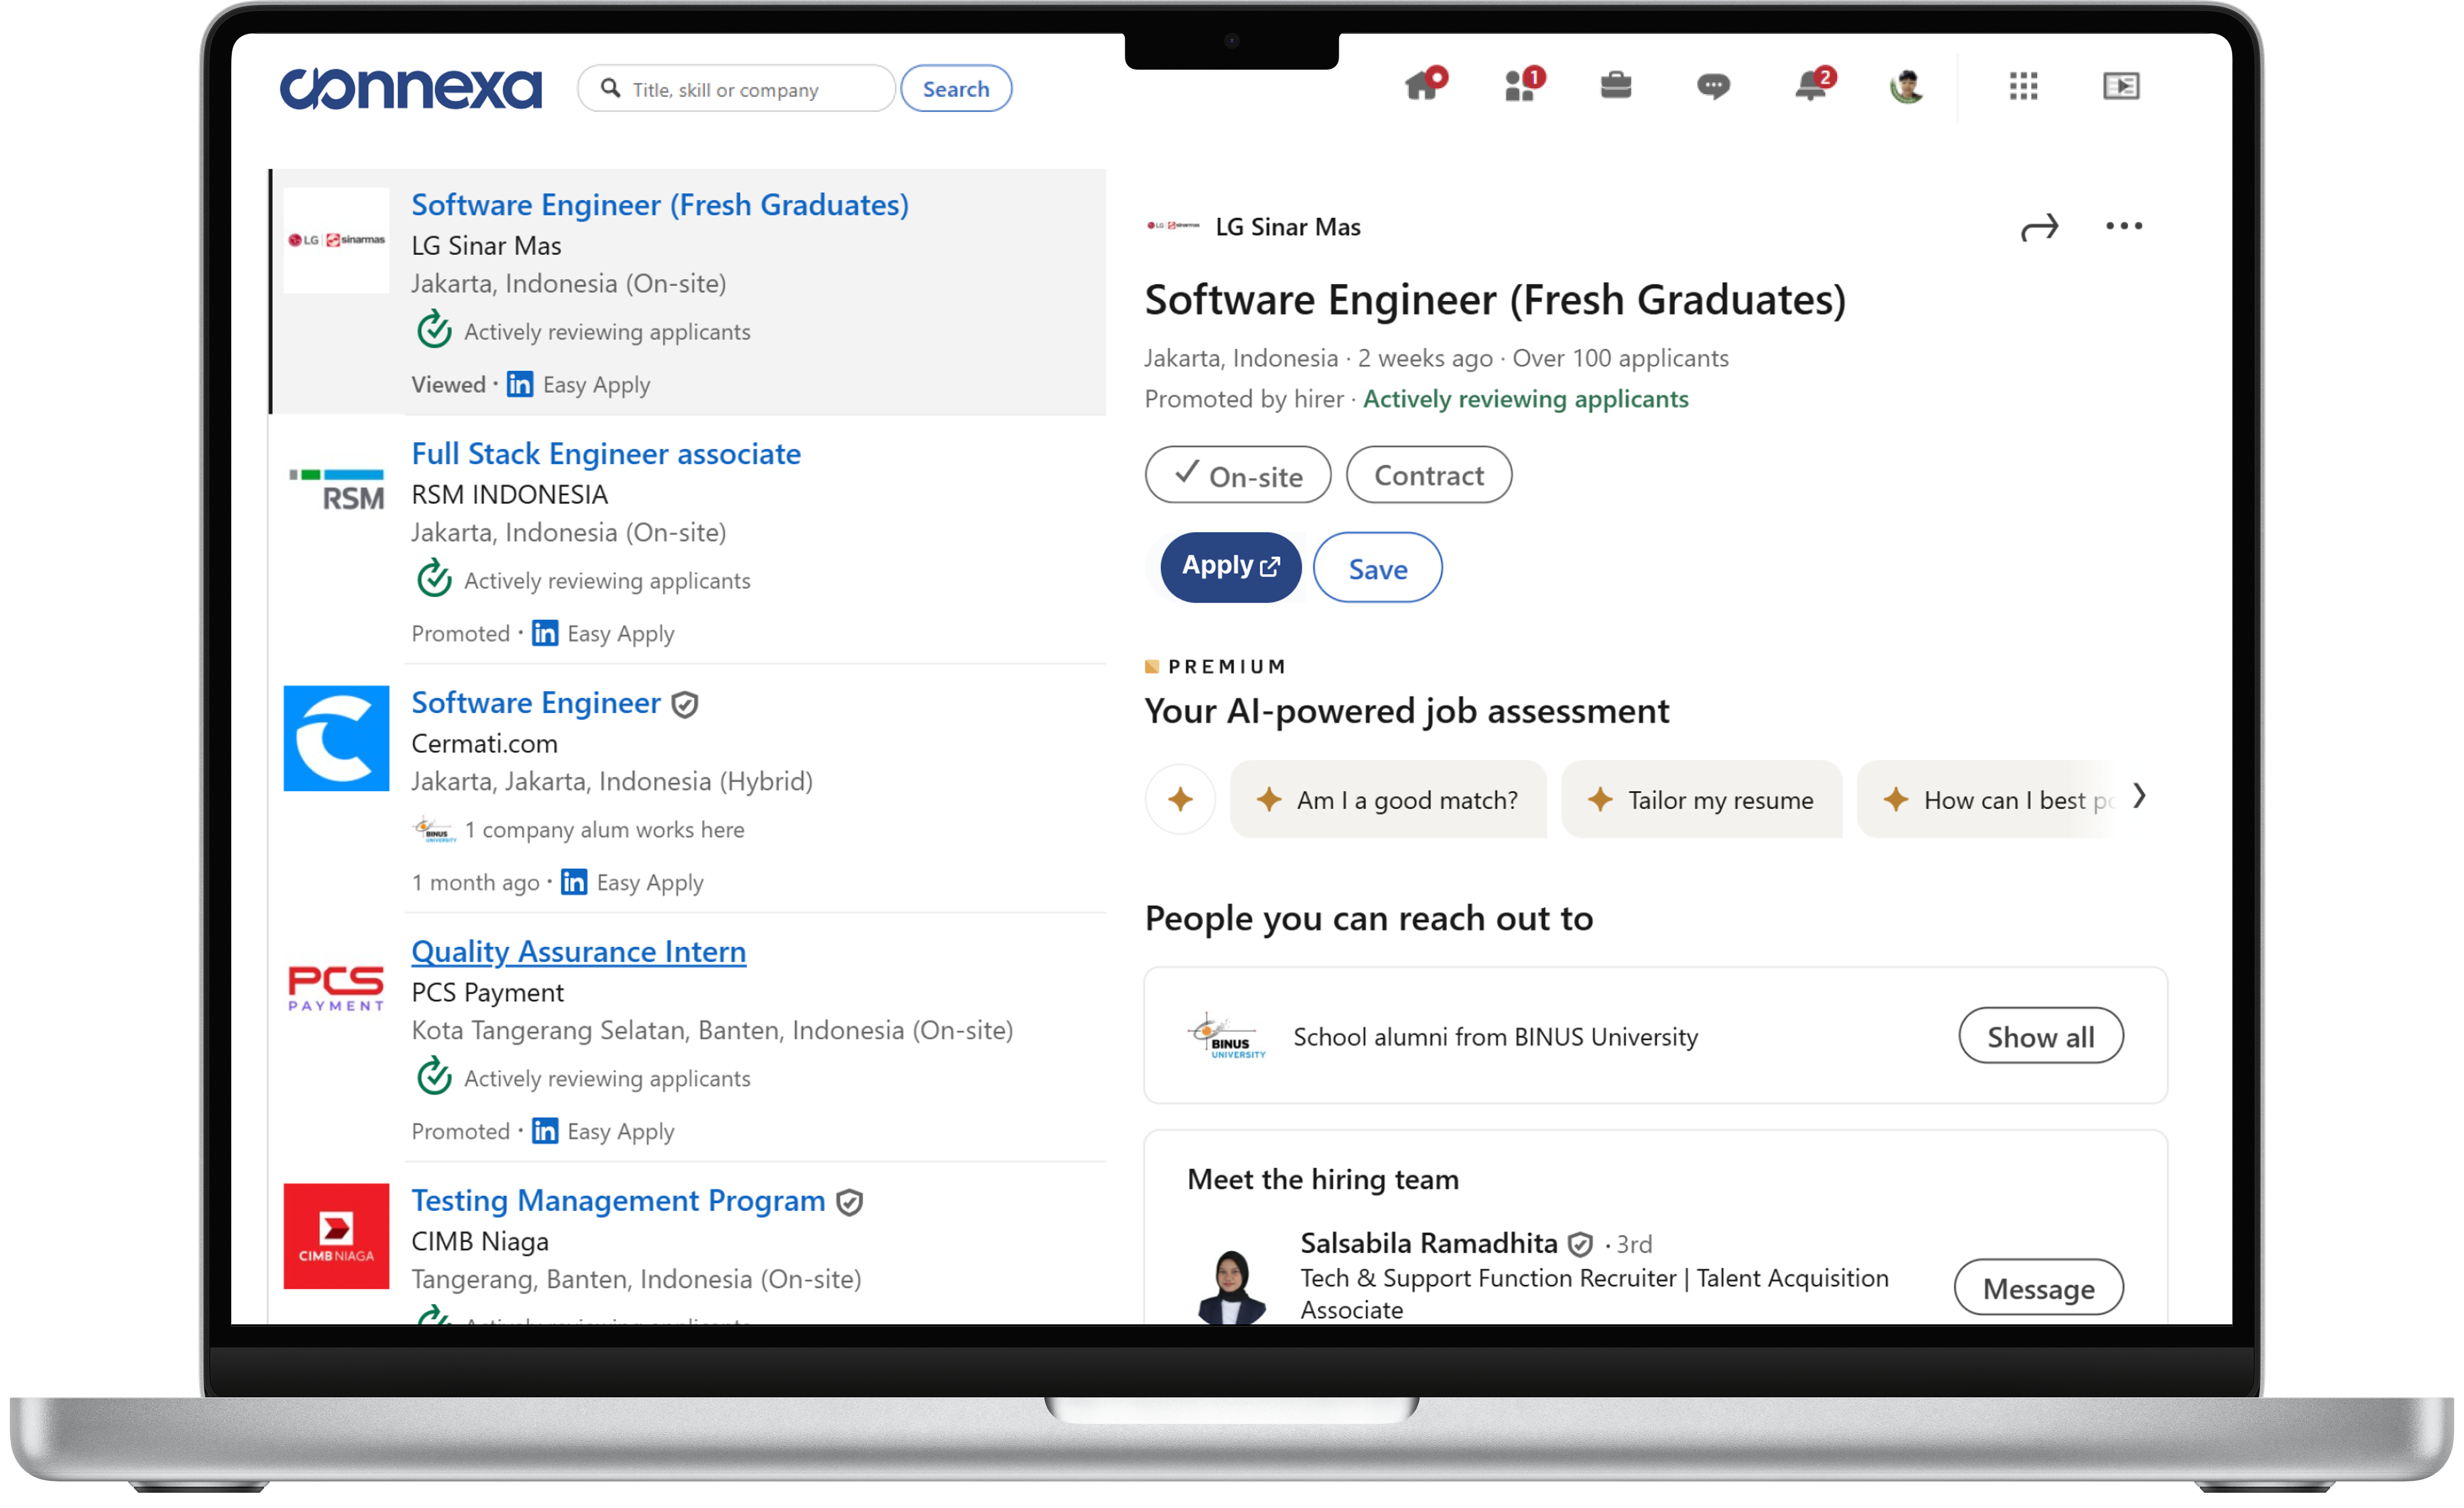 connexa
Title, skill or company
Search
1
2
LG sinarmas
Software Engineer (Fresh Graduates)
LG Sinar Mas
Jakarta, Indonesia (On-site)
Actively reviewing applicants
Viewed · in Easy Apply
RSM
Full Stack Engineer associate
RSM INDONESIA
Jakarta, Indonesia (On-site)
Actively reviewing applicants
Promoted · in Easy Apply
Software Engineer
Cermati.com
Jakarta, Jakarta, Indonesia (Hybrid)
BINUS UNIVERSITY
1 company alum works here
1 month ago · in Easy Apply
PCS
PAYMENT
Quality Assurance Intern
PCS Payment
Kota Tangerang Selatan, Banten, Indonesia (On-site)
Actively reviewing applicants
Promoted · in Easy Apply
CIMB NIAGA
Testing Management Program
CIMB Niaga
Tangerang, Banten, Indonesia (On-site)
Actively reviewing applicants
LG sinarmas
LG Sinar Mas
Software Engineer (Fresh Graduates)
Jakarta, Indonesia · 2 weeks ago · Over 100 applicants
Promoted by hirer · Actively reviewing applicants
On-site
Contract
Apply
Save
PREMIUM
Your AI-powered job assessment
Am I a good match?
Tailor my resume
How can I best
People you can reach out to
BINUS
UNIVERSITY
School alumni from BINUS University
Show all
Meet the hiring team
Salsabila Ramadhita · 3rd
Tech & Support Function Recruiter | Talent Acquisition
Associate
Message